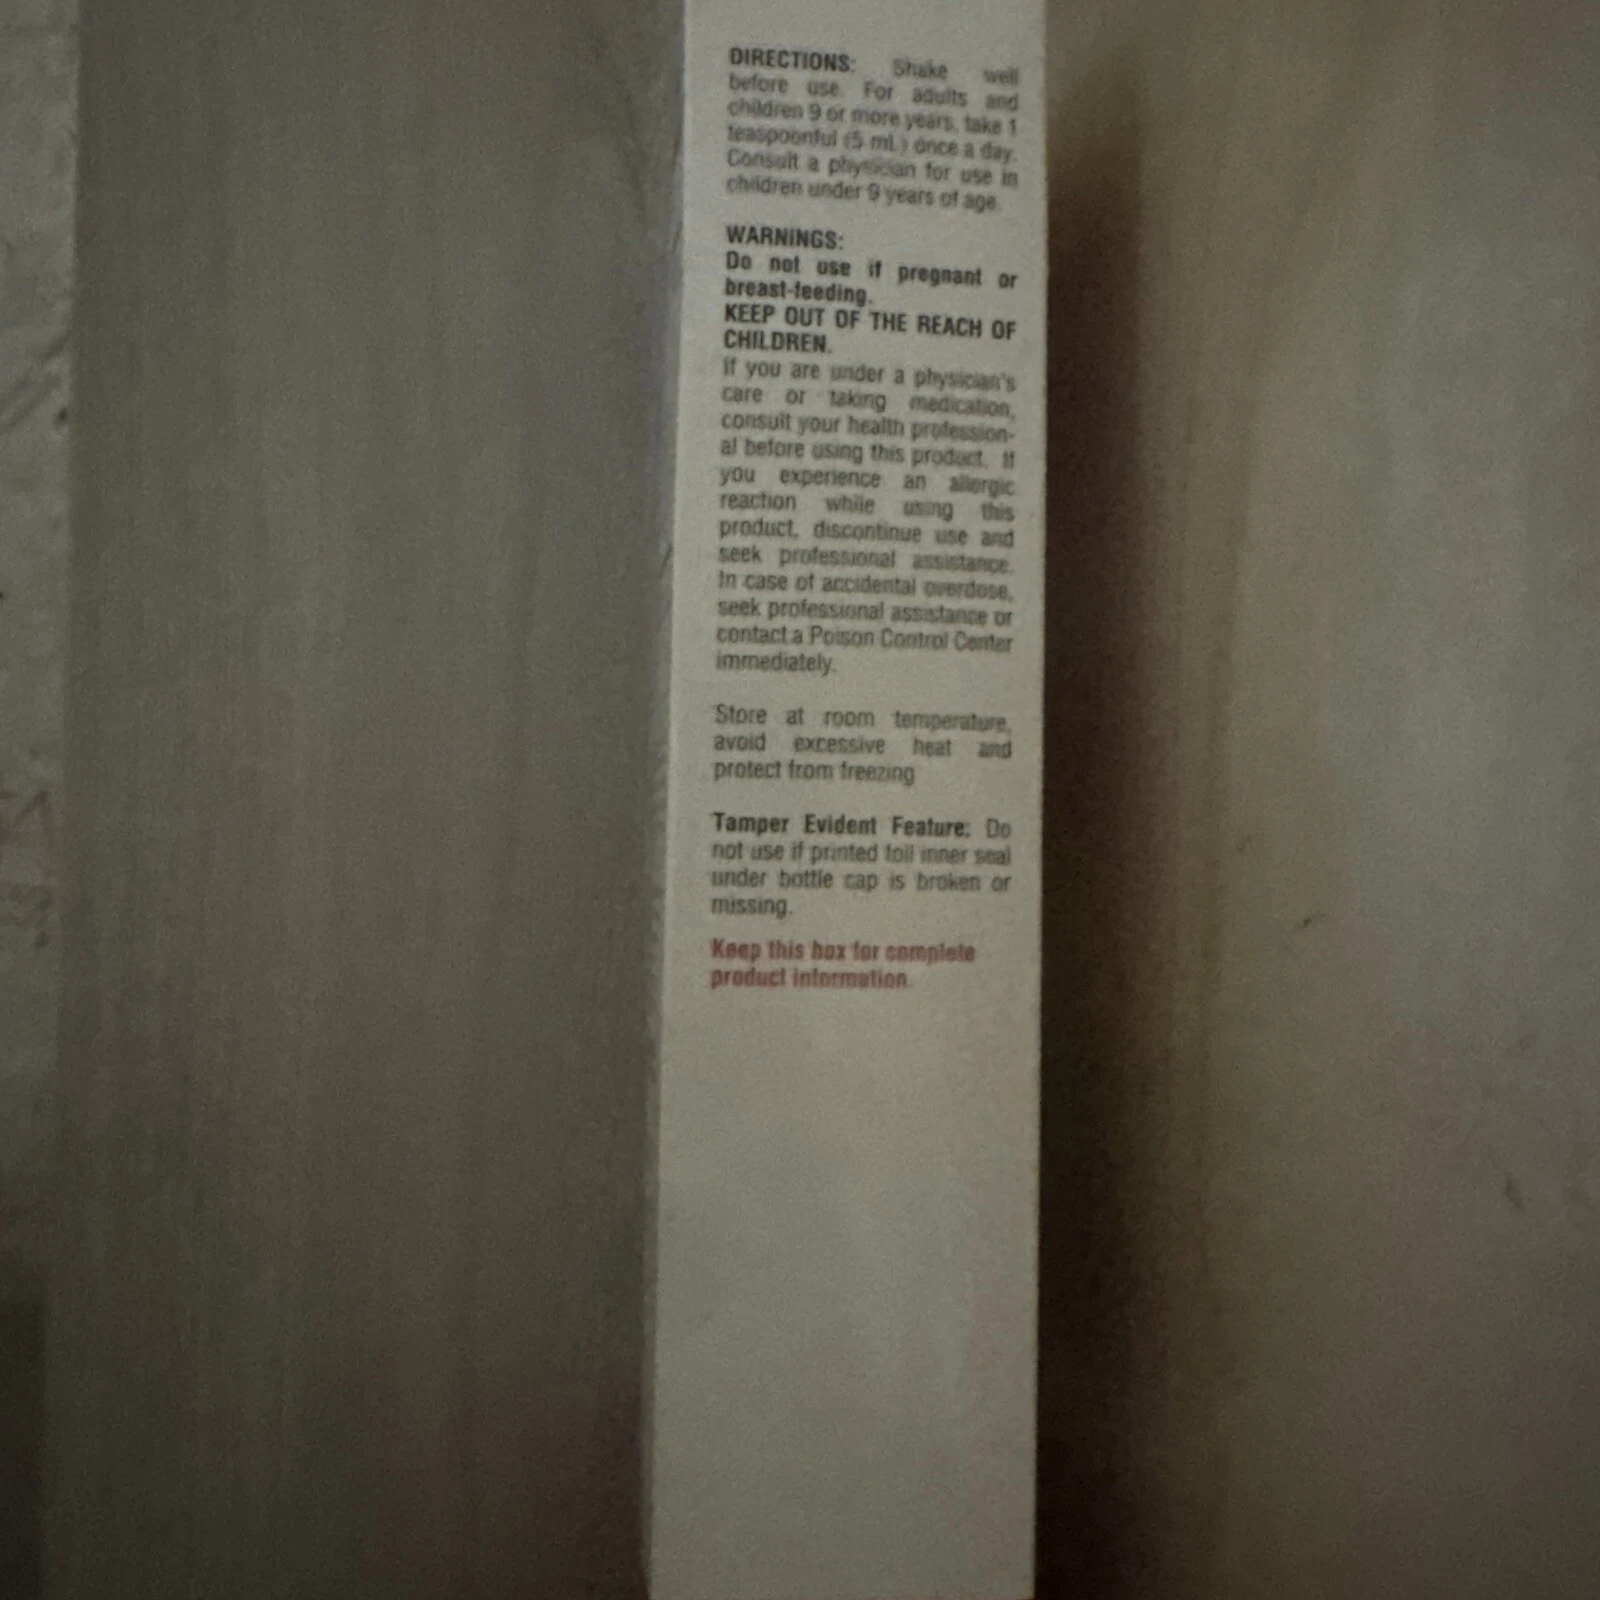 DIRECTIONS: Shake well
before use. For adults and
children 9 or more years, take 1
teaspoonful (5 mL) once a day.
Consult a physician for use in
children under 9 years of age.
WARNINGS:
Do not use if pregnant or
breast-feeding.
KEEP OUT OF THE REACH OF
CHILDREN.
If you are under a physician's
care or taking medication,
consult your health profession-
al before using this product. If
you experience an allergic
reaction while using this
product, discontinue use and
seek professional assistance.
In case of accidental overdose,
seek professional assistance or
contact a Poison Control Center
immediately.
Store at room temperature,
avoid excessive heat and
protect from freezing
Tamper Evident Feature: Do
not use if printed foil inner seal
under bottle cap is broken or
missing.
Keep this box for complete
product information.